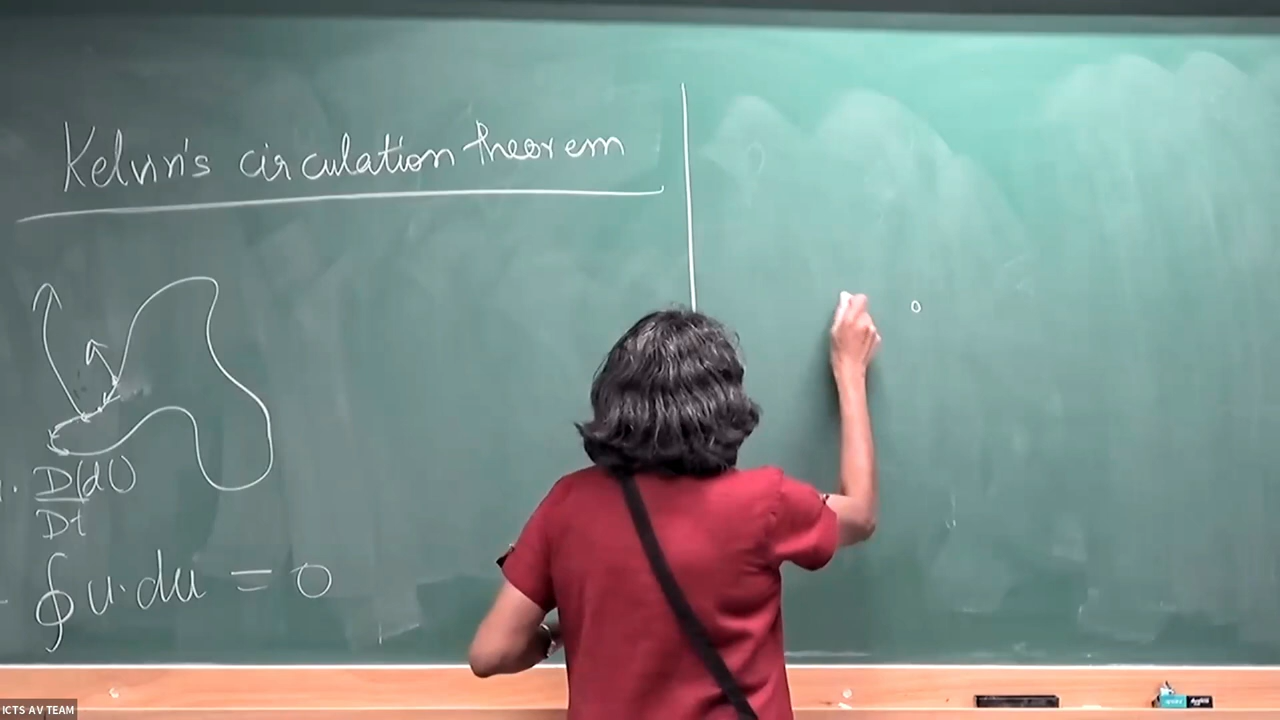 Kelvin's circulation theorem
. D(dl)
Dt
∮ u · du = 0
ICTS AV TEAM